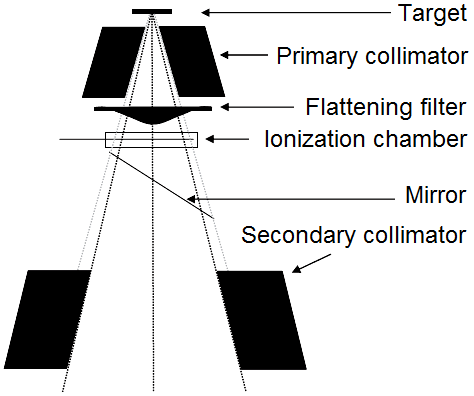 Target
Primary collimator
Flattening filter
Ionization chamber
Mirror
Secondary collimator